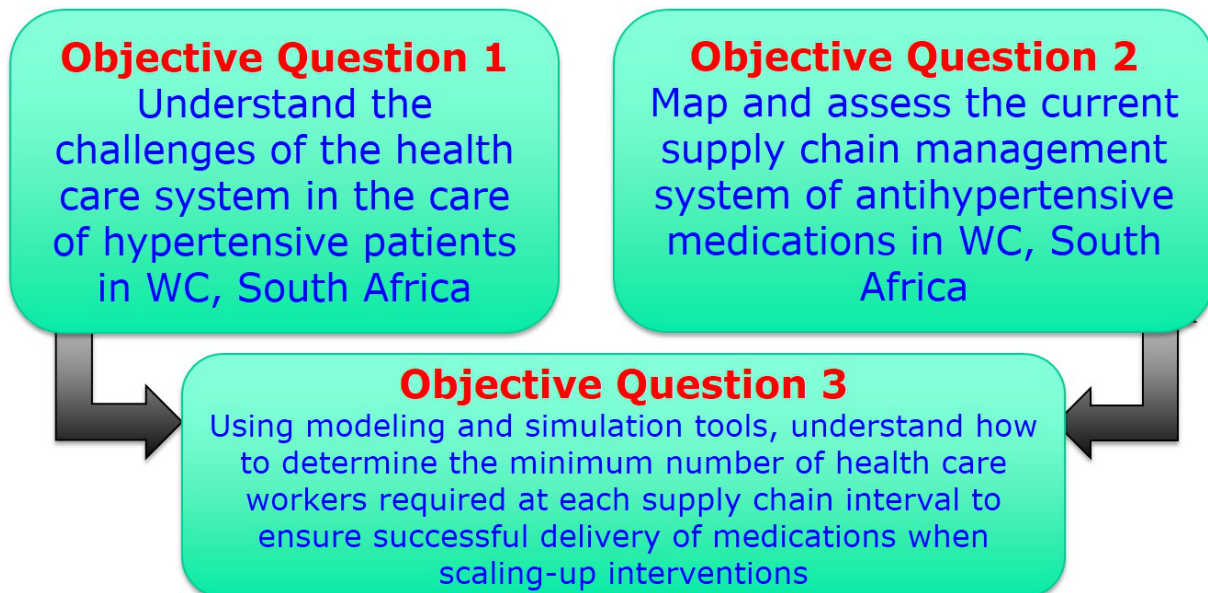 Objective Question 1
Understand the
challenges of the health
care system in the care
of hypertensive patients
in WC, South Africa
Objective Question 2
Map and assess the current
supply chain management
system of antihypertensive
medications in WC, South
Africa
Objective Question 3
Using modeling and simulation tools, understand how
to determine the minimum number of health care
workers required at each supply chain interval to
ensure successful delivery of medications when
scaling-up interventions